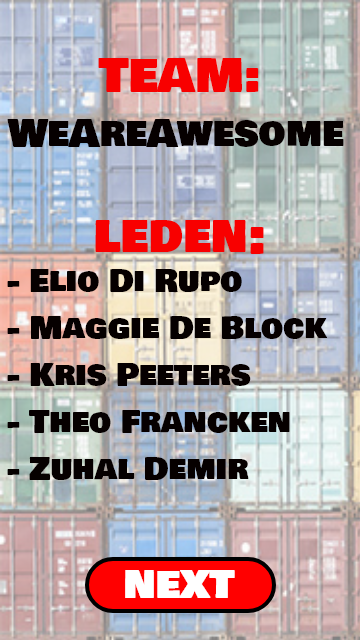 TEAM:
WEAREAWESOME
LEDEN:
- ELIO DI RUPO
- MAGGIE DE BLOCK
- KRIS PEETERS
- THEO FRANCKEN
- ZUHAL DEMIR
NEXT